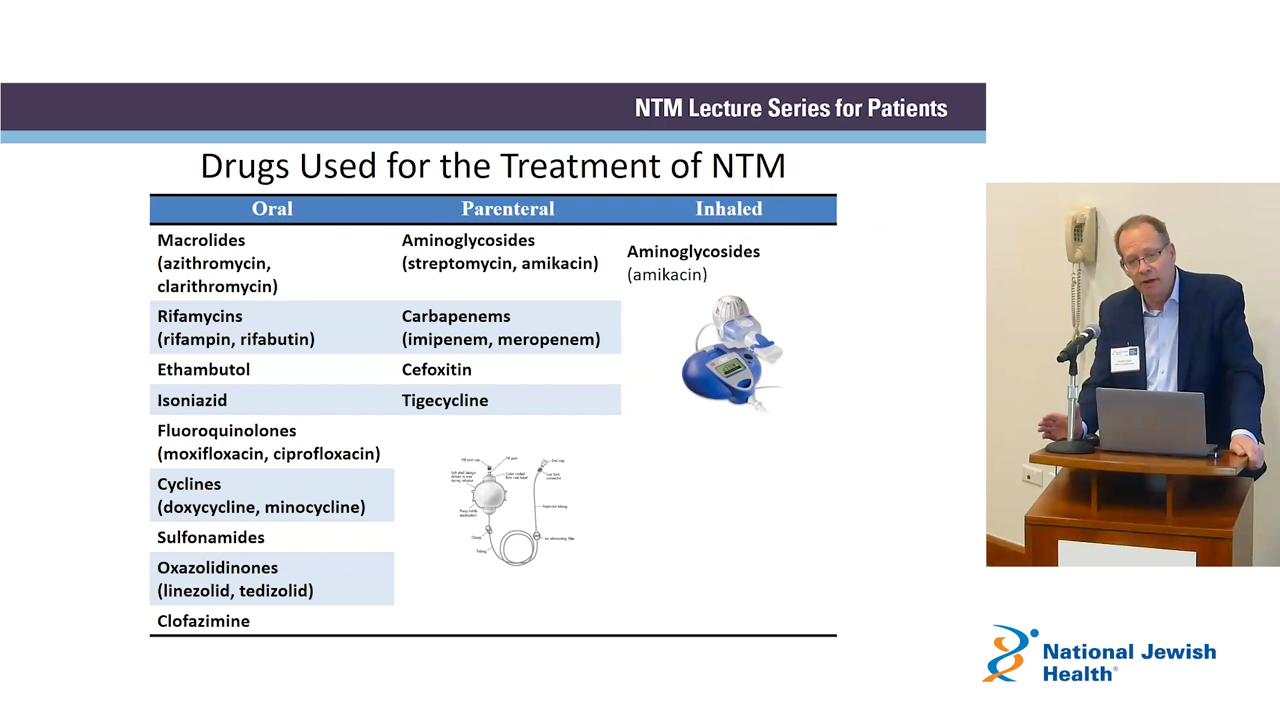 NTM Lecture Series for Patients
Drugs Used for the Treatment of NTM
Oral
Parenteral
Inhaled
Macrolides
(azithromycin,
clarithromycin)
Aminoglycosides
(streptomycin, amikacin)
Aminoglycosides
(amikacin)
Rifamycins
(rifampin, rifabutin)
Carbapenems
(imipenem, meropenem)
Ethambutol
Cefoxitin
Isoniazid
Tigecycline
Fluoroquinolones
(moxifloxacin, ciprofloxacin)
Cyclines
(doxycycline, minocycline)
Sulfonamides
Oxazolidinones
(linezolid, tedizolid)
Clofazimine
National Jewish
Health®